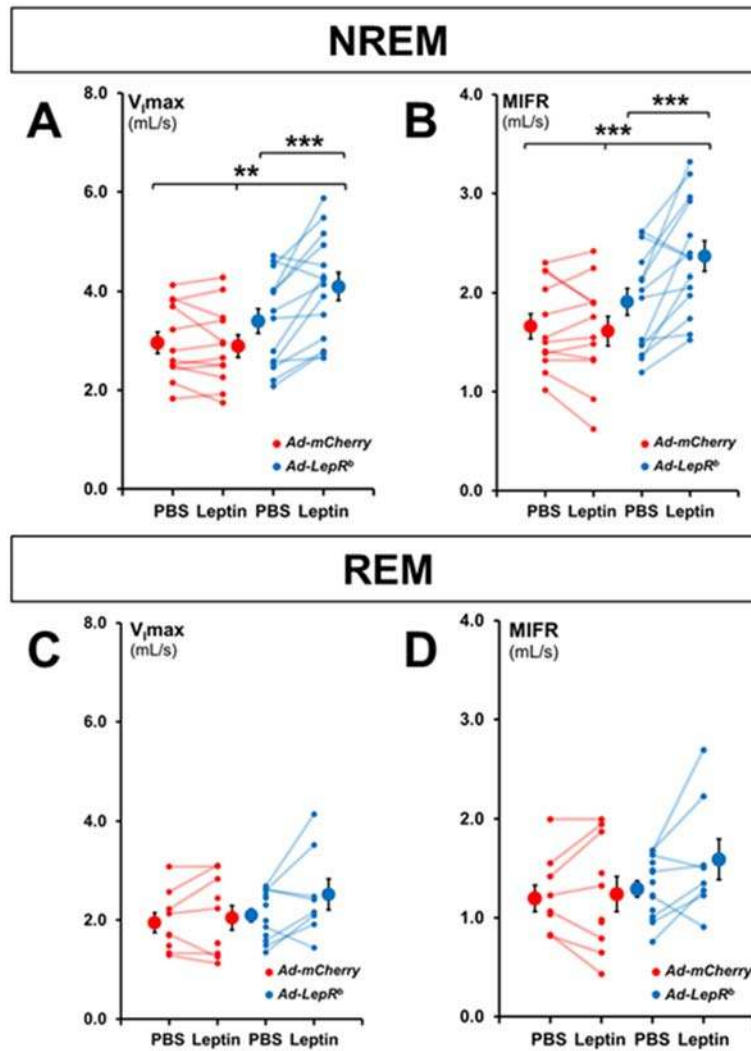 NREM
A
VImax
(mL/s)
8.0
6.0
4.0
2.0
0.0
***
**
Ad-mCherry
Ad-LepRb
PBS Leptin PBS Leptin
B
MIFR
(mL/s)
4.0
3.0
2.0
1.0
0.0
***
***
Ad-mCherry
Ad-LepRb
PBS Leptin PBS Leptin
REM
C
VImax
(mL/s)
8.0
6.0
4.0
2.0
0.0
Ad-mCherry
Ad-LepRb
PBS Leptin PBS Leptin
D
MIFR
(mL/s)
4.0
3.0
2.0
1.0
0.0
Ad-mCherry
Ad-LepRb
PBS Leptin PBS Leptin